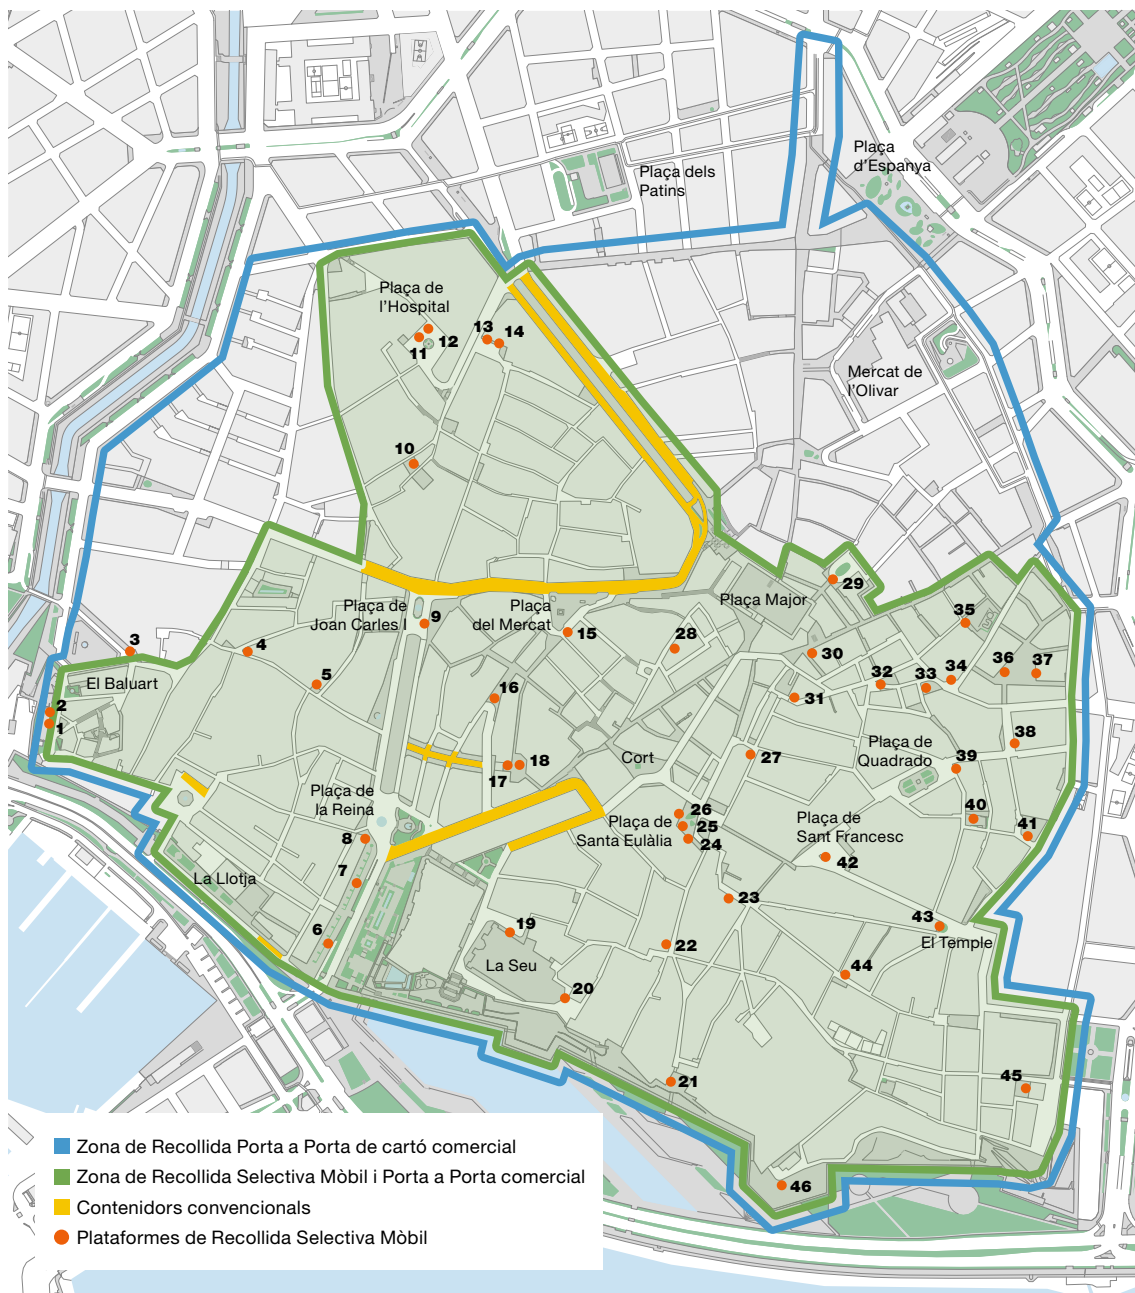 Plaça
d'Espanya
Plaça dels
Patins
Plaça de
l'Hospital
13
14
12
11
Mercat de
l'Olivar
10
29
Plaça Major
Plaça de
Joan Carles I
9
Plaça
del Mercat
15
28
35
3
4
5
30
El Baluart
2
1
16
31
32
33
34
36
37
38
Cort
27
Plaça de
Quadrado
39
17
18
Plaça de
la Reina
8
26
25
24
Plaça de
Santa Eulàlia
Plaça de
Sant Francesc
40
41
42
7
La Llotja
23
6
19
22
43
El Temple
La Seu
44
20
21
45
46
Zona de Recollida Porta a Porta de cartó comercial
Zona de Recollida Selectiva Mòbil i Porta a Porta comercial
Contenidors convencionals
Plataformes de Recollida Selectiva Mòbil